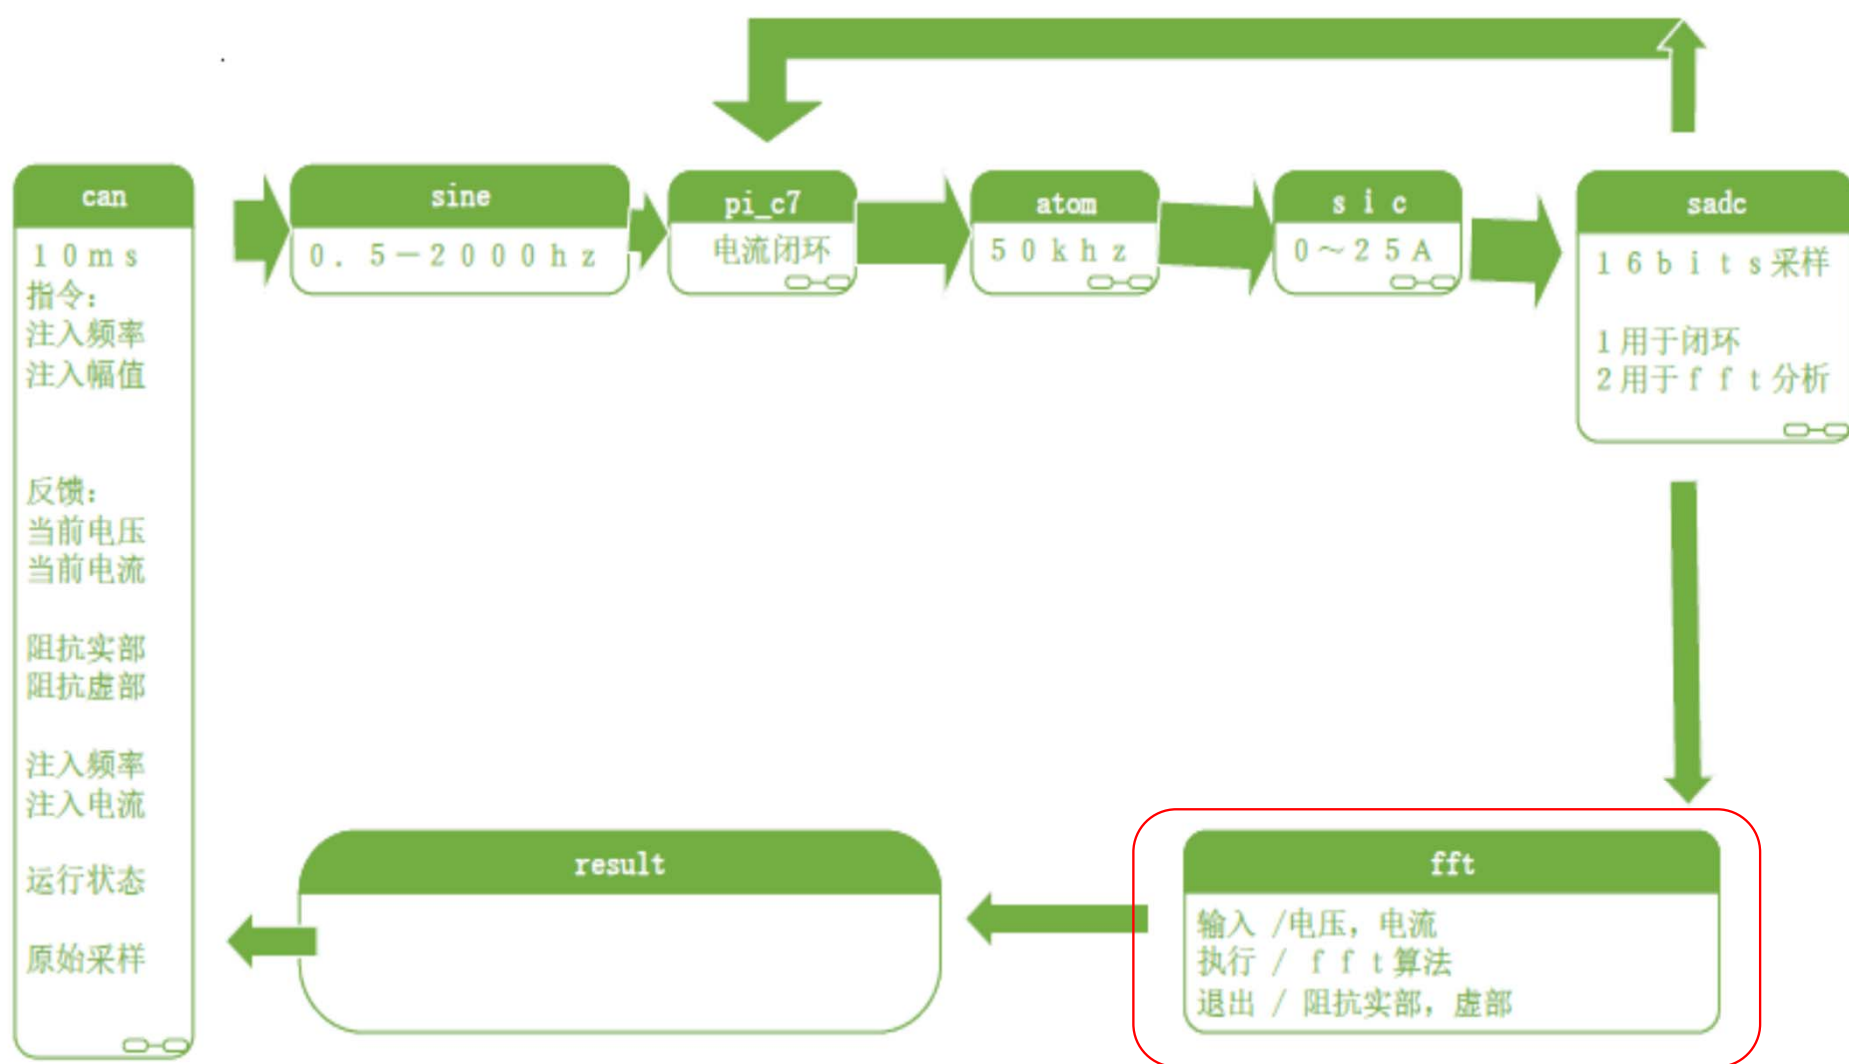 can
10ms
指令:
注入频率
注入幅值
反馈:
当前电压
当前电流
阻抗实部
阻抗虚部
注入频率
注入电流
运行状态
原始采样
sine
0.5-2000hz
pi_c7
电流闭环
atom
50khz
sic
0~25A
sadc
16bits采样
1用于闭环
2用于fft分析
fft
输入 /电压, 电流
执行 / fft算法
退出 / 阻抗实部, 虚部
result